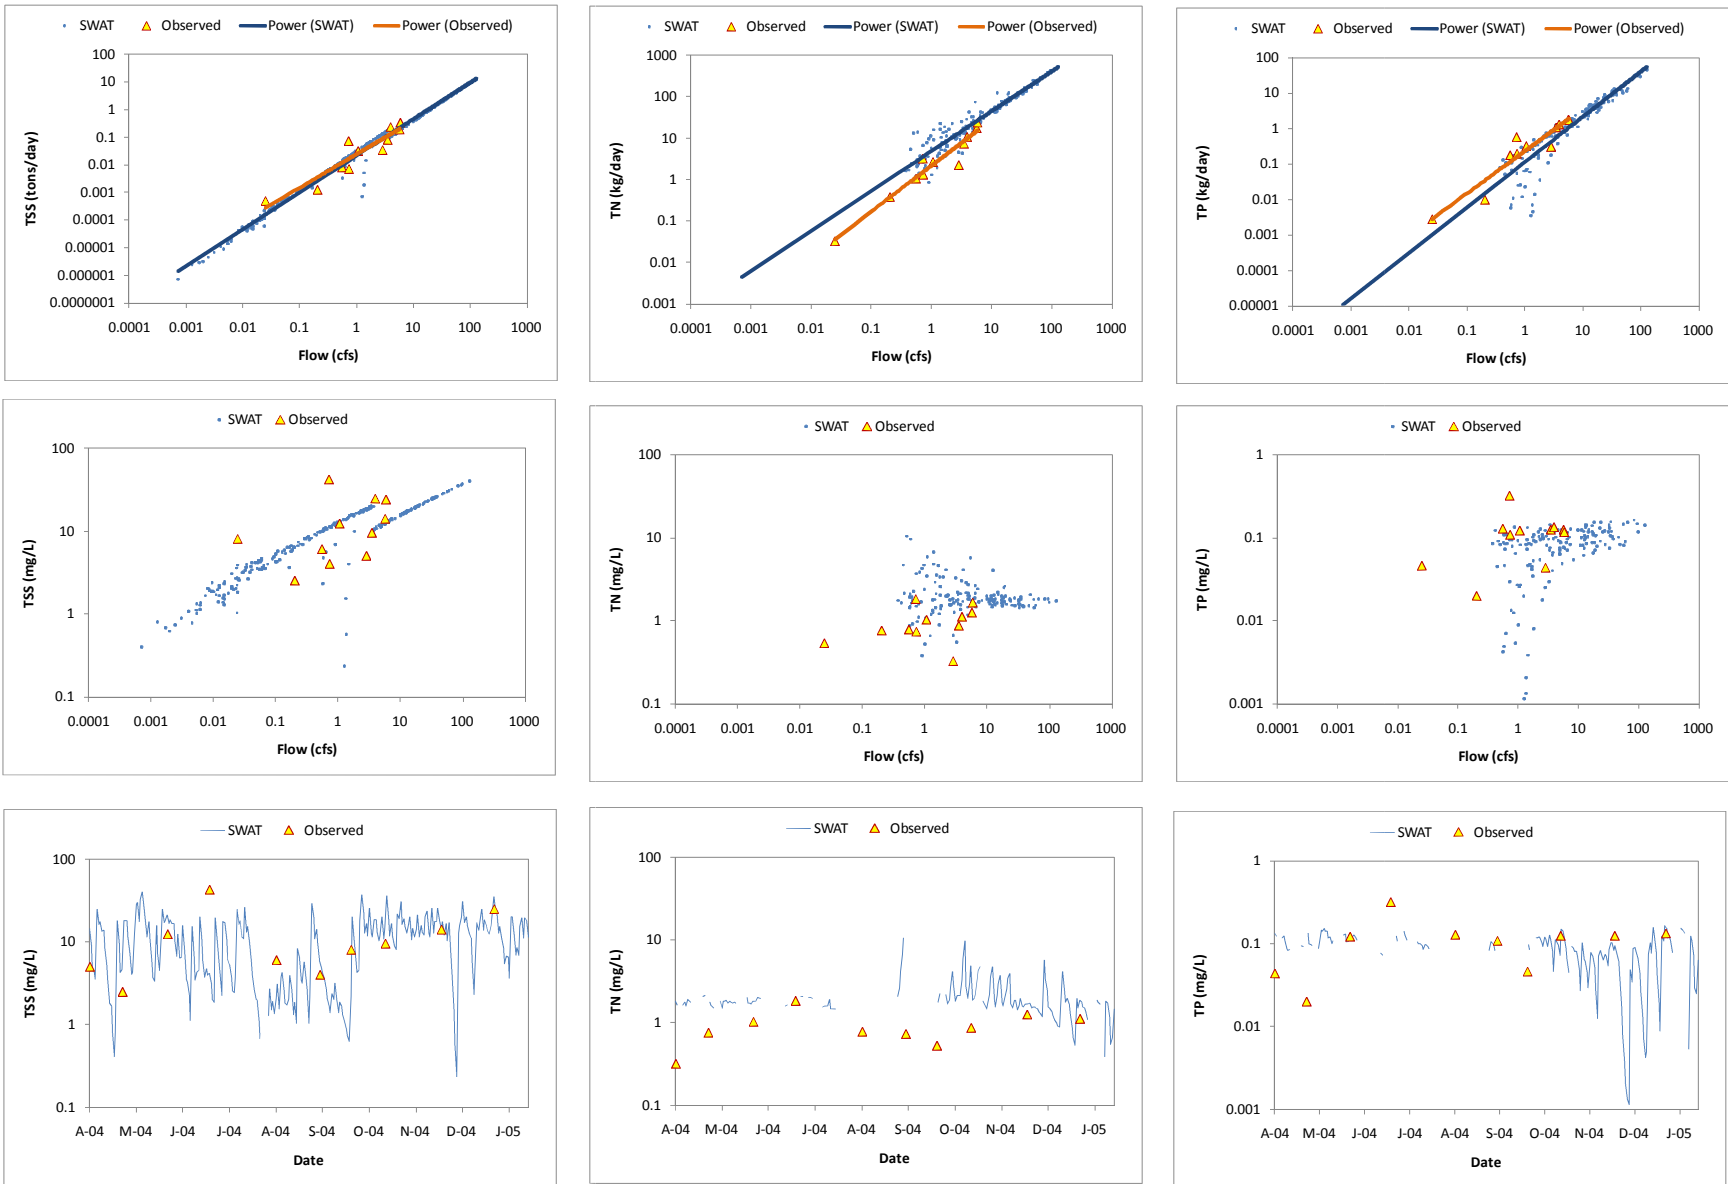 SWAT Observed Power (SWAT) Power (Observed)
100
10
1
0.1
0.01
0.001
0.0001
0.00001
0.000001
0.0000001
TSS (tons/day)
0.0001 0.001 0.01 0.1 1 10 100 1000
Flow (cfs)
SWAT Observed Power (SWAT) Power (Observed)
1000
100
10
1
0.1
0.01
0.001
TN (kg/day)
0.0001 0.001 0.01 0.1 1 10 100 1000
Flow (cfs)
SWAT Observed Power (SWAT) Power (Observed)
100
10
1
0.1
0.01
0.001
0.0001
0.00001
TP (kg/day)
0.0001 0.001 0.01 0.1 1 10 100 1000
Flow (cfs)
SWAT Observed
100
10
1
0.1
TSS (mg/L)
0.0001 0.001 0.01 0.1 1 10 100 1000
Flow (cfs)
SWAT Observed
100
10
1
0.1
TN (mg/L)
0.0001 0.001 0.01 0.1 1 10 100 1000
Flow (cfs)
SWAT Observed
1
0.1
0.01
0.001
TP (mg/L)
0.0001 0.001 0.01 0.1 1 10 100 1000
Flow (cfs)
SWAT Observed
100
10
1
0.1
TSS (mg/L)
A-04 M-04 J-04 J-04 A-04 S-04 O-04 N-04 D-04 J-05
Date
SWAT Observed
100
10
1
0.1
TN (mg/L)
A-04 M-04 J-04 J-04 A-04 S-04 O-04 N-04 D-04 J-05
Date
SWAT Observed
1
0.1
0.01
0.001
TP (mg/L)
A-04 M-04 J-04 J-04 A-04 S-04 O-04 N-04 D-04 J-05
Date